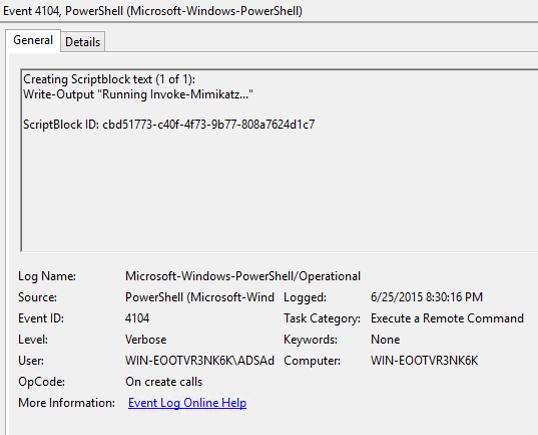 Event 4104, PowerShell (Microsoft-Windows-PowerShell)
General Details
Creating Scriptblock text (1 of 1):
Write-Output "Running Invoke-Mimikatz..."
ScriptBlock ID: cbd51773-c40f-4f73-9b77-808a7624d1c7
Log Name: Microsoft-Windows-PowerShell/Operational
Source: PowerShell (Microsoft-Wind Logged: 6/25/2015 8:30:16 PM
Event ID: 4104 Task Category: Execute a Remote Command
Level: Verbose Keywords: None
User: WIN-EOOTVR3NK6K\ADSAd Computer: WIN-EOOTVR3NK6K
OpCode: On create calls
More Information: Event Log Online Help